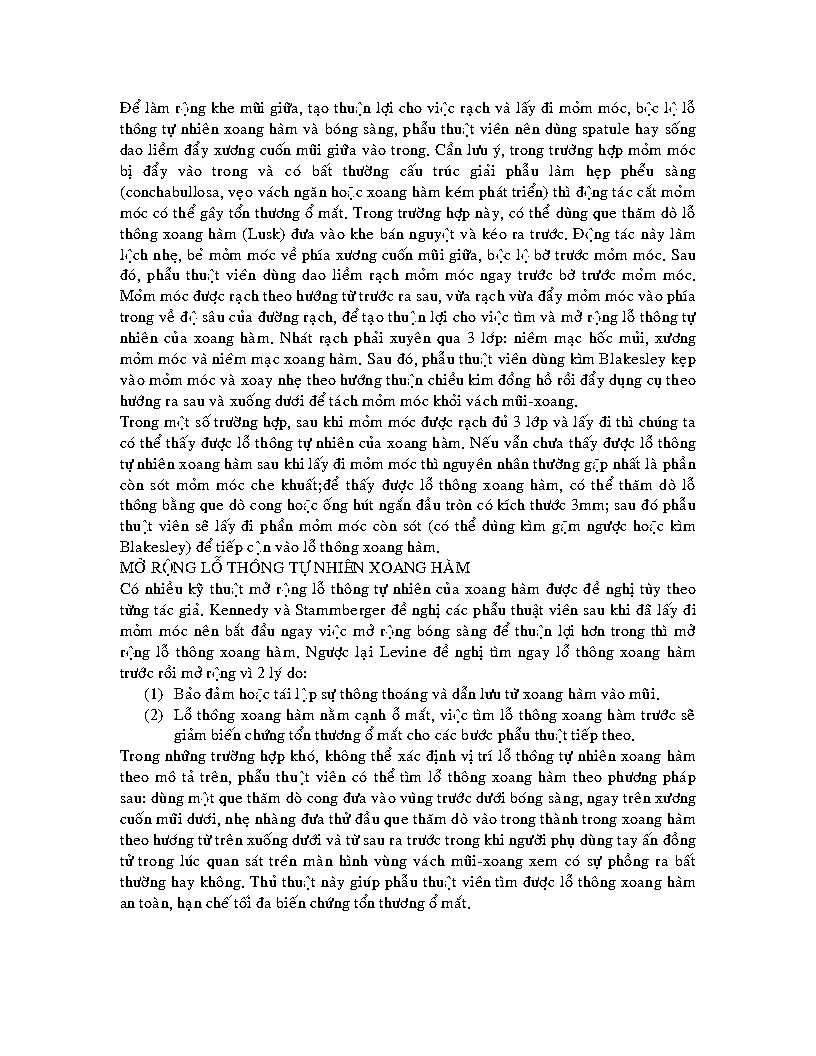 Để làm rộng khe mũi giữa, tạo thuận lợi cho việc rạch và lấy đi mỏm móc, bộc lộ lỗ
thông tự nhiên xoang hàm và bóng sàng, phẫu thuật viên nên dùng spatule hay sống
dao liềm đẩy xương cuốn mũi giữa vào trong. Cần lưu ý, trong trường hợp mỏm móc
bị đẩy vào trong và có bất thường cấu trúc giải phẫu làm hẹp phễu sàng
(conchabullosa, vẹo vách ngăn hoặc xoang hàm kém phát triển) thì động tác cắt mỏm
móc có thể gây tổn thương ổ mắt. Trong trường hợp này, có thể dùng que thăm dò lỗ
thông xoang hàm (Lusk) đưa vào khe bán nguyệt và kéo ra trước. Động tác này làm
lệch nhẹ, bẻ mỏm móc về phía xương cuốn mũi giữa, bộc lộ bờ trước mỏm móc. Sau
đó, phẫu thuật viên dùng dao liềm rạch mỏm móc ngay trước bờ trước mỏm móc.
Mỏm móc được rạch theo hướng từ trước ra sau, vừa rạch vừa đẩy mỏm móc vào phía
trong về độ sâu của đường rạch, để tạo thuận lợi cho việc tìm và mở rộng lỗ thông tự
nhiên của xoang hàm. Nhát rạch phải xuyên qua 3 lớp: niêm mạc hốc mũi, xương
mỏm móc và niêm mạc xoang hàm. Sau đó, phẫu thuật viên dùng kìm Blakesley kẹp
vào mỏm móc và xoay nhẹ theo hướng thuận chiều kim đồng hồ rồi đẩy dụng cụ theo
hướng ra sau và xuống dưới để tách mỏm móc khỏi vách mũi-xoang.
Trong một số trường hợp, sau khi mỏm móc được rạch đủ 3 lớp và lấy đi thì chúng ta
có thể thấy được lỗ thông tự nhiên của xoang hàm. Nếu vẫn chưa thấy được lỗ thông
tự nhiên xoang hàm sau khi lấy đi mỏm móc thì nguyên nhân thường gặp nhất là phần
còn sót mỏm móc che khuất;để thấy được lỗ thông xoang hàm, có thể thăm dò lỗ
thông bằng que dò cong hoặc ống hút ngắn đầu tròn có kích thước 3mm; sau đó phẫu
thuật viên sẽ lấy đi phần mỏm móc còn sót (có thể dùng kìm gặm ngược hoặc kìm
Blakesley) để tiếp cận vào lỗ thông xoang hàm.
MỞ RỘNG LỖ THÔNG TỰ NHIÊN XOANG HÀM
Có nhiều kỹ thuật mở rộng lỗ thông tự nhiên của xoang hàm được đề nghị tùy theo
từng tác giả. Kennedy và Stammberger đề nghị các phẫu thuật viên sau khi đã lấy đi
mỏm móc nên bắt đầu ngay việc mở rộng bóng sàng để thuận lợi hơn trong thì mở
rộng lỗ thông xoang hàm. Ngược lại Levine đề nghị tìm ngay lỗ thông xoang hàm
trước rồi mở rộng vì 2 lý do:
(1) Bảo đảm hoặc tái lập sự thông thoáng và dẫn lưu từ xoang hàm vào mũi.
(2) Lỗ thông xoang hàm nằm cạnh ổ mắt, việc tìm lỗ thông xoang hàm trước sẽ
giảm biến chứng tổn thương ổ mắt cho các bước phẫu thuật tiếp theo.
Trong những trường hợp khó, không thể xác định vị trí lỗ thông tự nhiên xoang hàm
theo mô tả trên, phẫu thuật viên có thể tìm lỗ thông xoang hàm theo phương pháp
sau: dùng một que thăm dò cong đưa vào vùng trước dưới bóng sàng, ngay trên xương
cuốn mũi dưới, nhẹ nhàng đưa thử đầu que thăm dò vào trong thành trong xoang hàm
theo hướng từ trên xuống dưới và từ sau ra trước trong khi người phụ dùng tay ấn đồng
tử trong lúc quan sát trên màn hình vùng vách mũi-xoang xem có sự phồng ra bất
thường hay không. Thủ thuật này giúp phẫu thuật viên tìm được lỗ thông xoang hàm
an toàn, hạn chế tối đa biến chứng tổn thương ổ mắt.